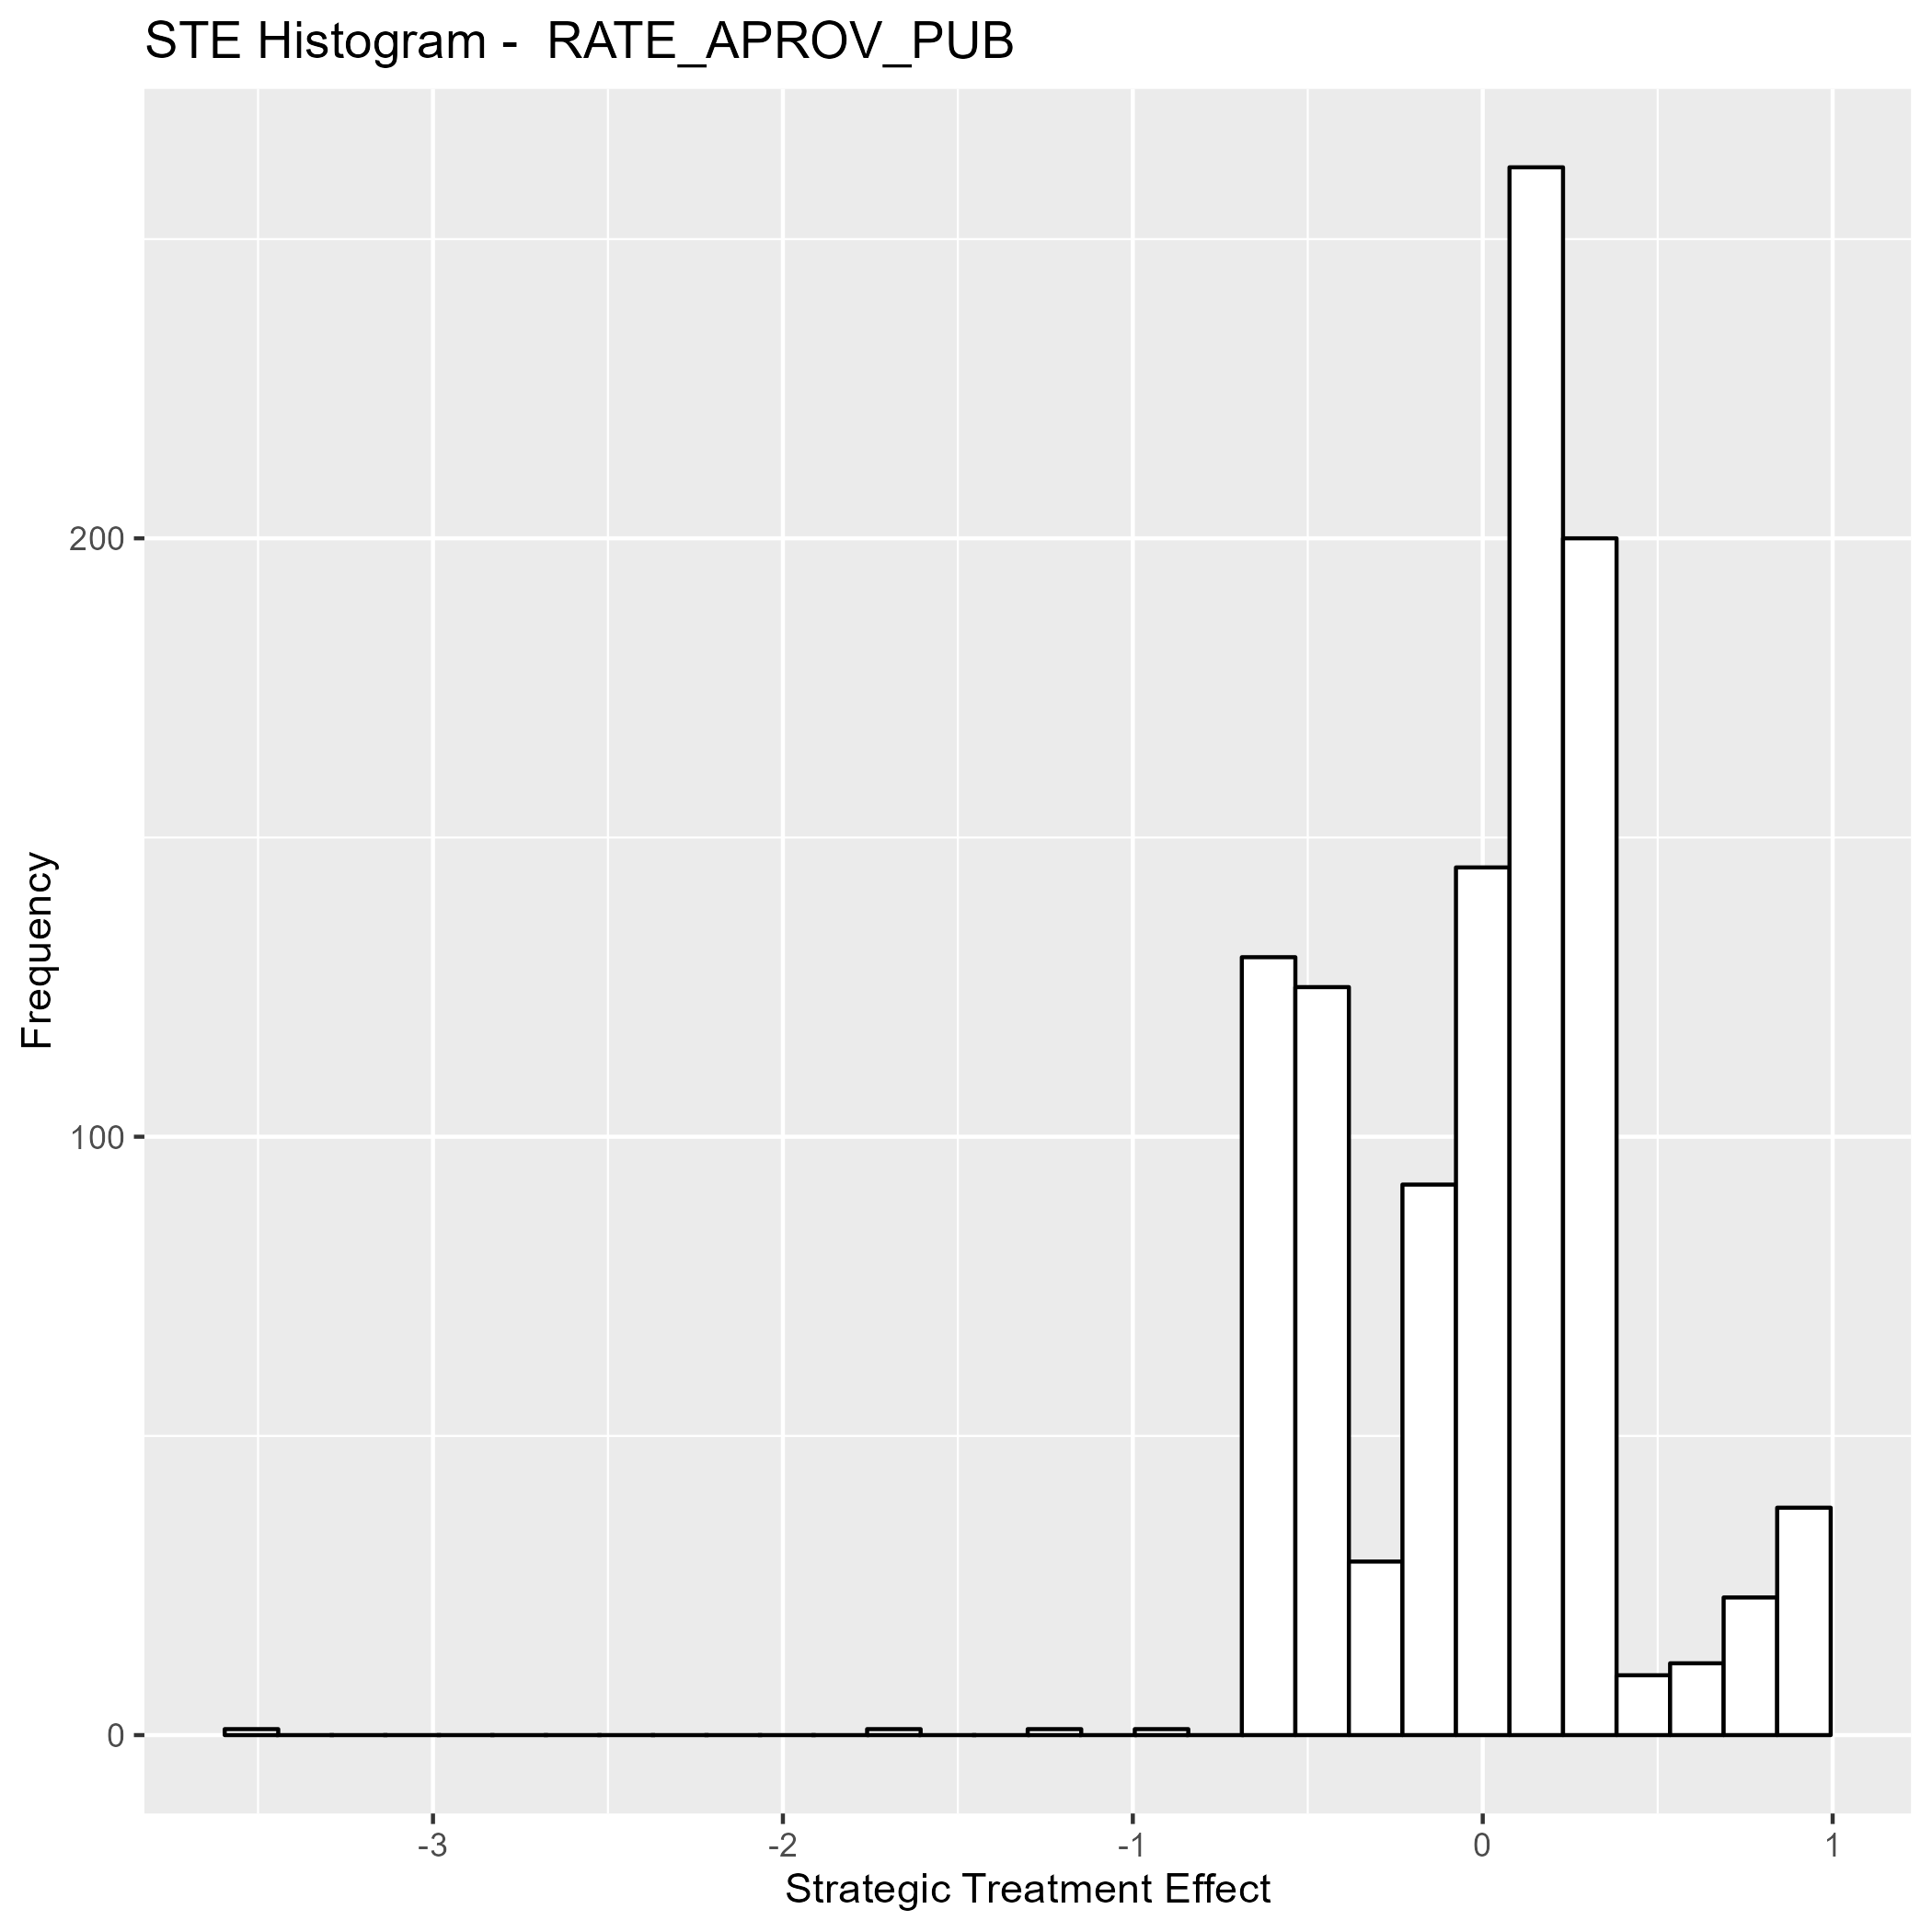 STE Histogram -  RATE_APROV_PUB
Frequency
200
100
0
-3 -2 -1 0 1
Strategic Treatment Effect